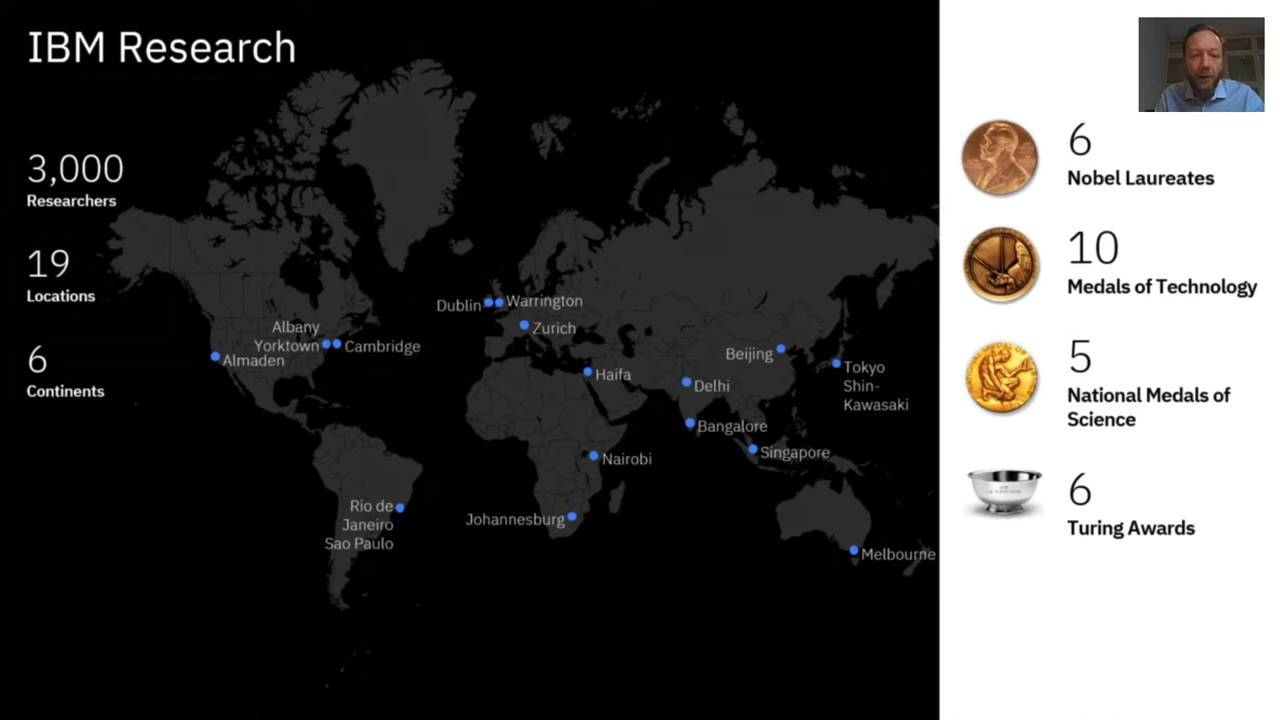 IBM Research
3,000
Researchers
19
Locations
6
Continents
Albany
Yorktown
Cambridge
Almaden
Rio de
Janeiro
Sao Paulo
Dublin
Warrington
Zurich
Haifa
Nairobi
Johannesburg
Beijing
Delhi
Bangalore
Singapore
Tokyo
Shin-
Kawasaki
Melbourne
6
Nobel Laureates
10
Medals of Technology
5
National Medals of
Science
6
Turing Awards